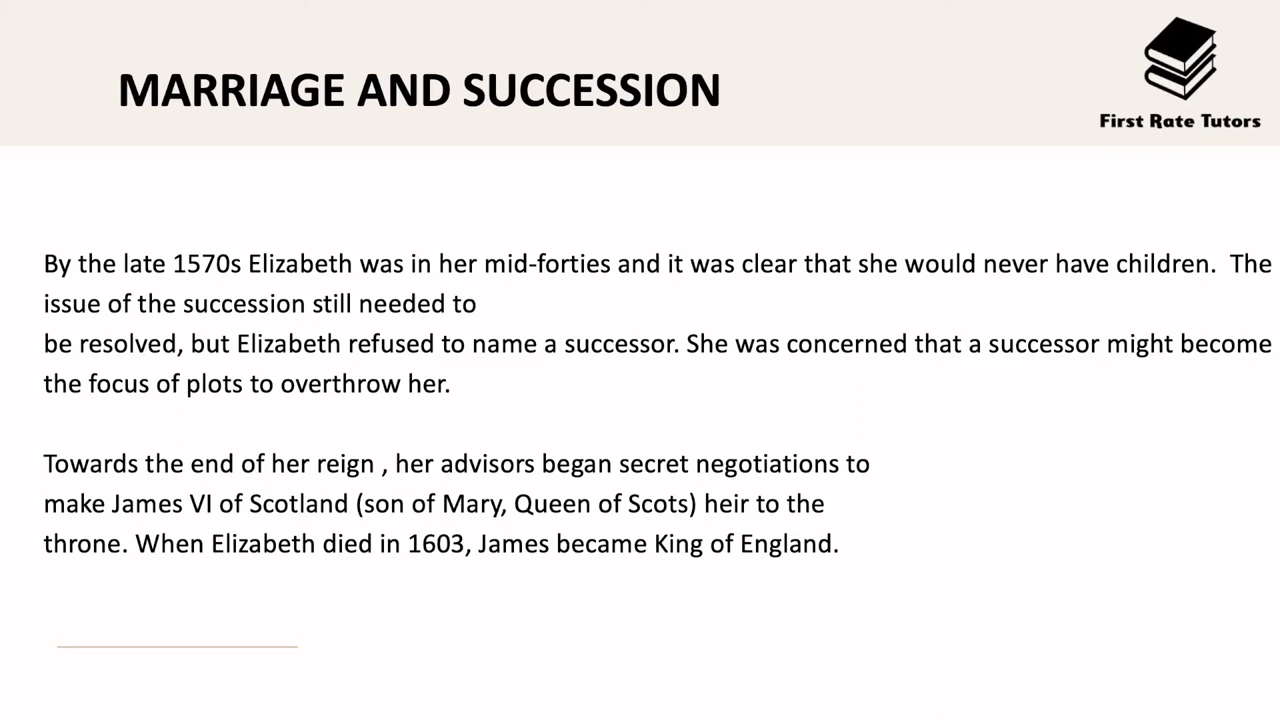 MARRIAGE AND SUCCESSION
First Rate Tutors
By the late 1570s Elizabeth was in her mid-forties and it was clear that she would never have children.  The
issue of the succession still needed to
be resolved, but Elizabeth refused to name a successor. She was concerned that a successor might become
the focus of plots to overthrow her.
Towards the end of her reign , her advisors began secret negotiations to
make James VI of Scotland (son of Mary, Queen of Scots) heir to the
throne. When Elizabeth died in 1603, James became King of England.